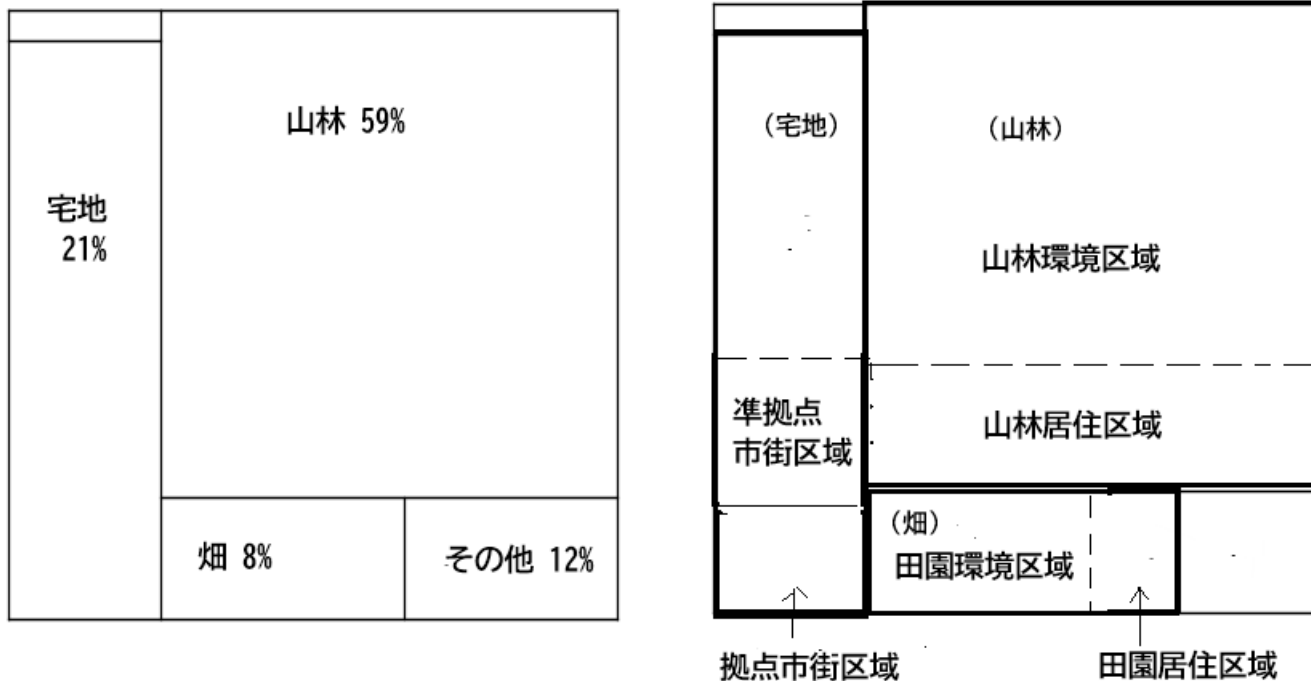 山林 59%
宅地
21%
畑 8%
その他 12%
（宅地）
（山林）
山林環境区域
準拠点
市街区域
山林居住区域
（畑）
田園環境区域
拠点市街区域
田園居住区域